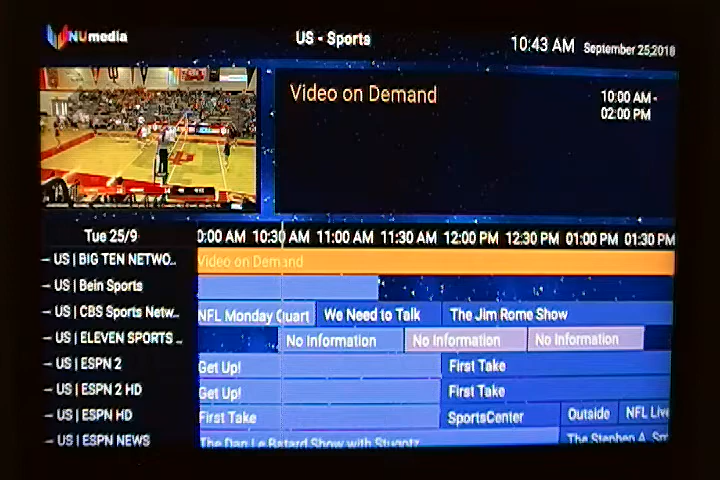 NUmedia
US - Sports
10:43 AM September 25,2018
Video on Demand
10:00 AM -
02:00 PM
Tue 25/9 0:00 AM 10:30 AM 11:00 AM 11:30 AM 12:00 PM 12:30 PM 01:00 PM 01:30 PM
– US | BIG TEN NETWO.. Video on Demand
– US | Bein Sports
– US | CBS Sports Netw.. NFL Monday Quart We Need to Talk The Jim Rome Show
– US | ELEVEN SPORTS .. No Information No Information No Information
– US | ESPN 2 Get Up! First Take
– US | ESPN 2 HD Get Up! First Take
– US | ESPN HD First Take SportsCenter Outside NFL Live
– US | ESPN NEWS The Dan Le Batard Show with Stugotz The Stephen A. Sm